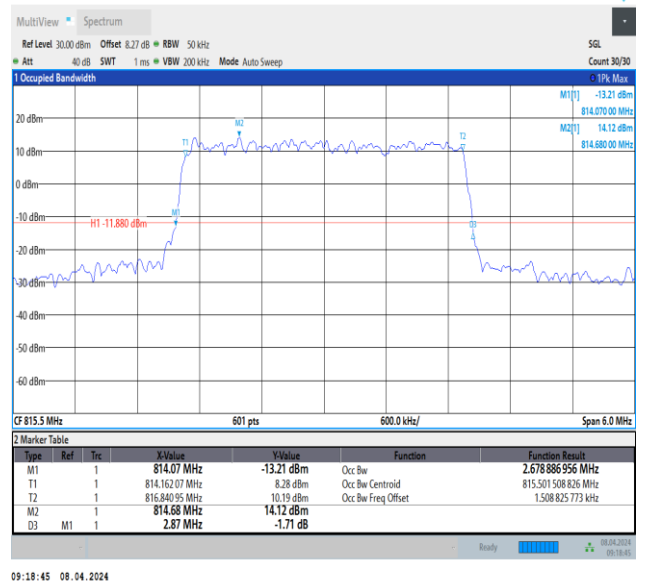 MultiView Spectrum
Ref Level 30.00 dBm Offset 8.27 dB RBW 50 kHz SGL
Att 40 dB SWT 1 ms VBW 200 kHz Mode Auto Sweep Count 30/30
1 Occupied Bandwidth 1Pk Max
M1[1] -13.21 dBm
814.070 00 MHz
M2[1] 14.12 dBm
814.680 00 MHz
20 dBm
M2
T1
T2
10 dBm
0 dBm
-10 dBm
M1
H1 -11.880 dBm
D3
-20 dBm
-30 dBm
-40 dBm
-50 dBm
-60 dBm
CF 815.5 MHz 601 pts 600.0 kHz/ Span 6.0 MHz
2 Marker Table
Type Ref Trc X-Value Y-Value Function Function Result
M1 1 814.07 MHz -13.21 dBm Occ Bw 2.678 886 956 MHz
T1 1 814.162 07 MHz 8.28 dBm Occ Bw Centroid 815.501 508 826 MHz
T2 1 816.840 95 MHz 10.19 dBm Occ Bw Freq Offset 1.508 825 773 kHz
M2 1 814.68 MHz 14.12 dBm
D3 M1 1 2.87 MHz -1.71 dB
Ready 08.04.2024
09:18:45
09:18:45 08.04.2024